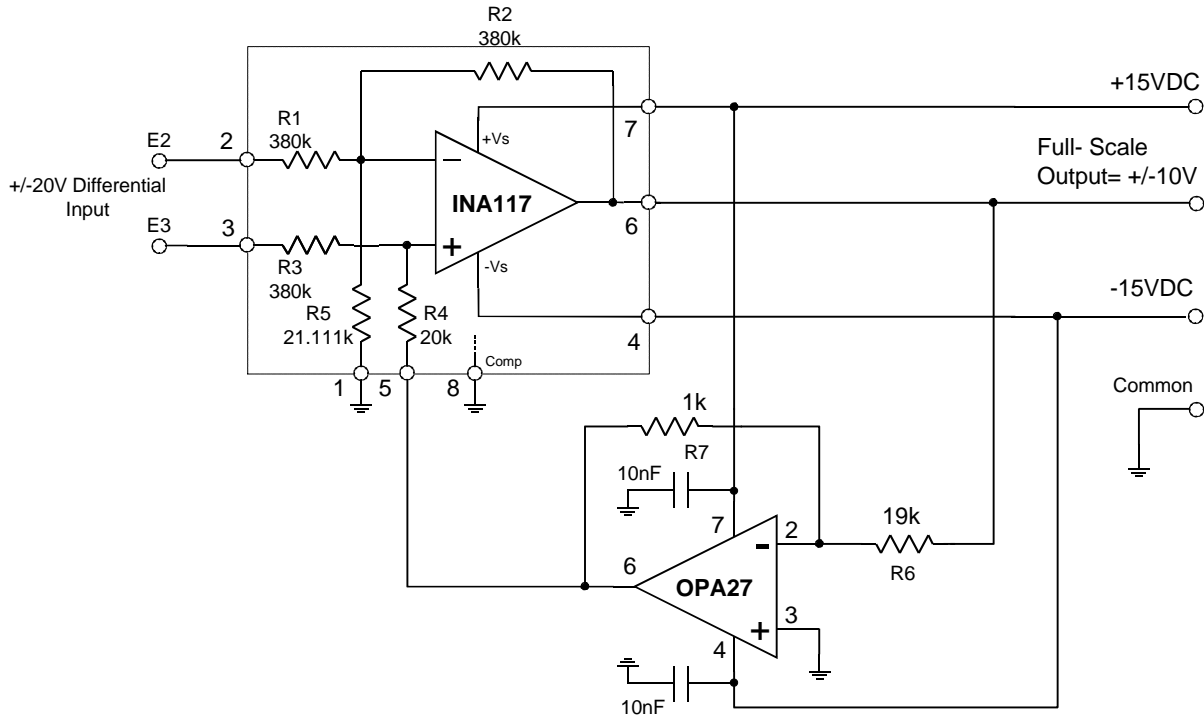 R2
380k
+15VDC
R1
380k
7
+Vs
E2
2
Full- Scale
Output= +/-10V
+/-20V Differential
Input
−
INA117
6
E3
3
+
-Vs
R3
380k
-15VDC
R5
21.111k
R4
20k
4
Comp
1
5
8
Common
1k
R7
10nF
19k
7
2
-
R6
6
OPA27
3
+
4
10nF